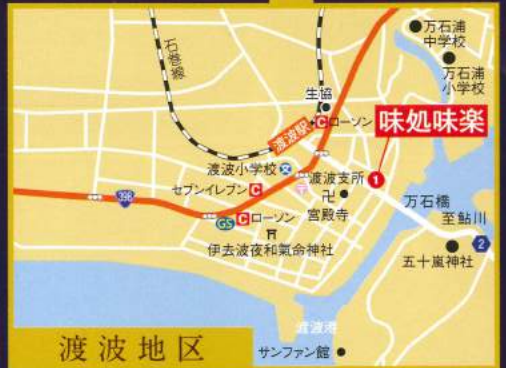 万石浦
中学校
万石浦
小学校
石巻線
生協
Cローソン
渡波駅
味処味楽
渡波小学校 文
渡波支所
1
セブンイレブン C
卍
宮殿寺
万石橋
至鮎川
398
GS Cローソン
2
伊去波夜和氣命神社
五十嵐神社
渡波港
渡波地区
サンファン館